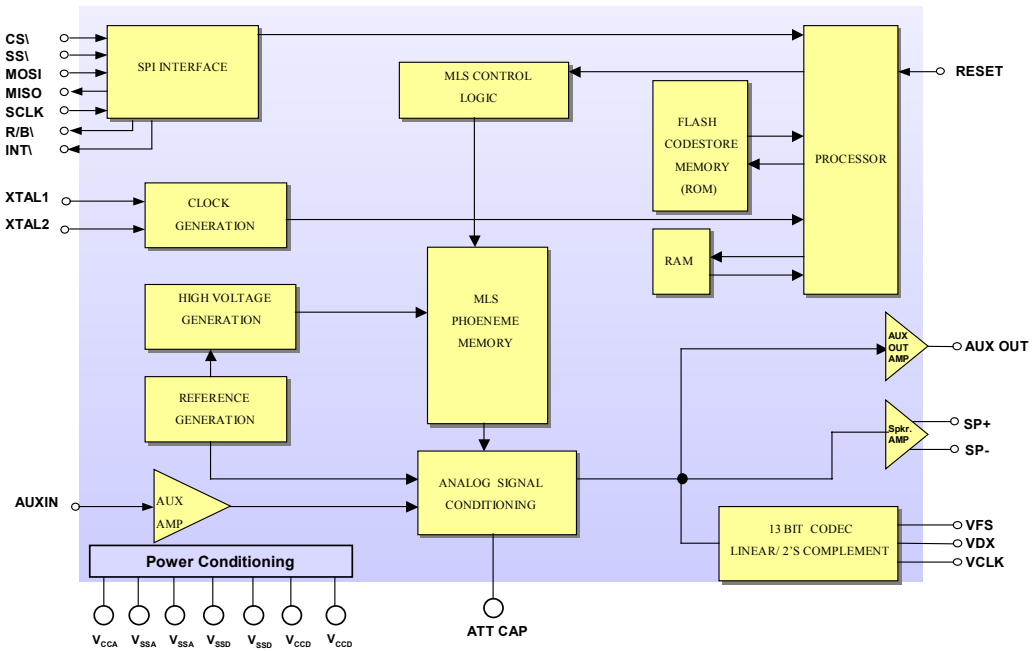 CS\
SS\
MOSI
MISO
SCLK
R/B\
INT\
SPI INTERFACE
MLS CONTROL
LOGIC
RESET
FLASH
CODESTORE
MEMORY
(ROM)
PROCESSOR
XTAL1
XTAL2
CLOCK
GENERATION
RAM
HIGH VOLTAGE
GENERATION
MLS
PHOENEME
MEMORY
AUX
OUT
AMP
AUX OUT
REFERENCE
GENERATION
Spkr.
AMP
SP+
SP-
AUXIN
AUX
AMP
ANALOG SIGNAL
CONDITIONING
13 BIT CODEC
LINEAR/ 2'S COMPLEMENT
VFS
VDX
VCLK
Power Conditioning
VCCA VSSA VSSA VSSD VSSD VCCD VCCD
ATT CAP